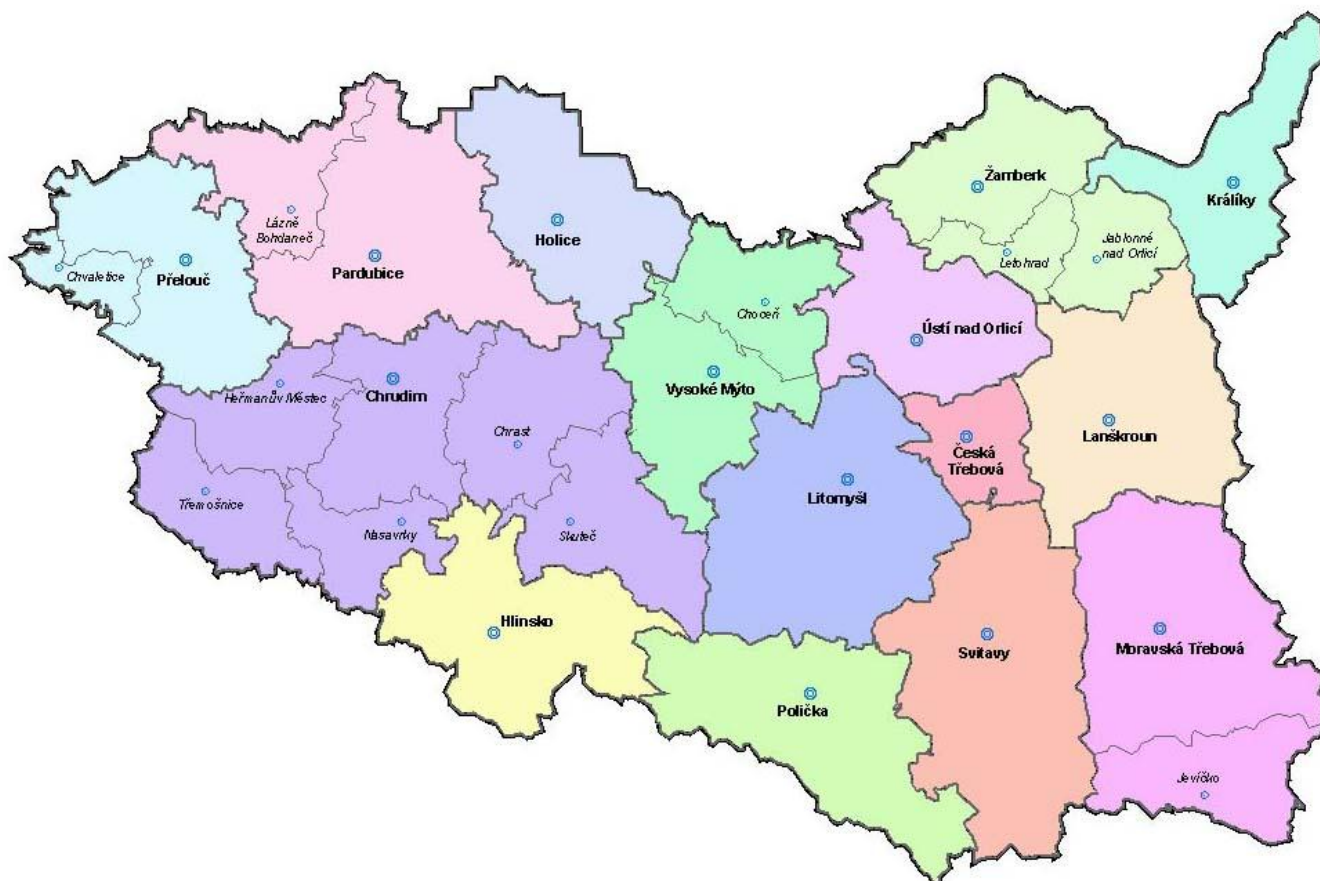 Žamberk
Králíky
Lázně
Bohdaneč
Holice
Jablonné
nad Orlicí
Letohrad
Pardubice
Přelouč
Chvaletice
Choceň
Ústí nad Orlicí
Vysoké Mýto
Heřmanův Městec
Chrudim
Lanškroun
Chrast
Česká
Třebová
Litomyšl
Třemošnice
Nasavrky
Skuteč
Hlinsko
Svitavy
Moravská Třebová
Polička
Jevíčko